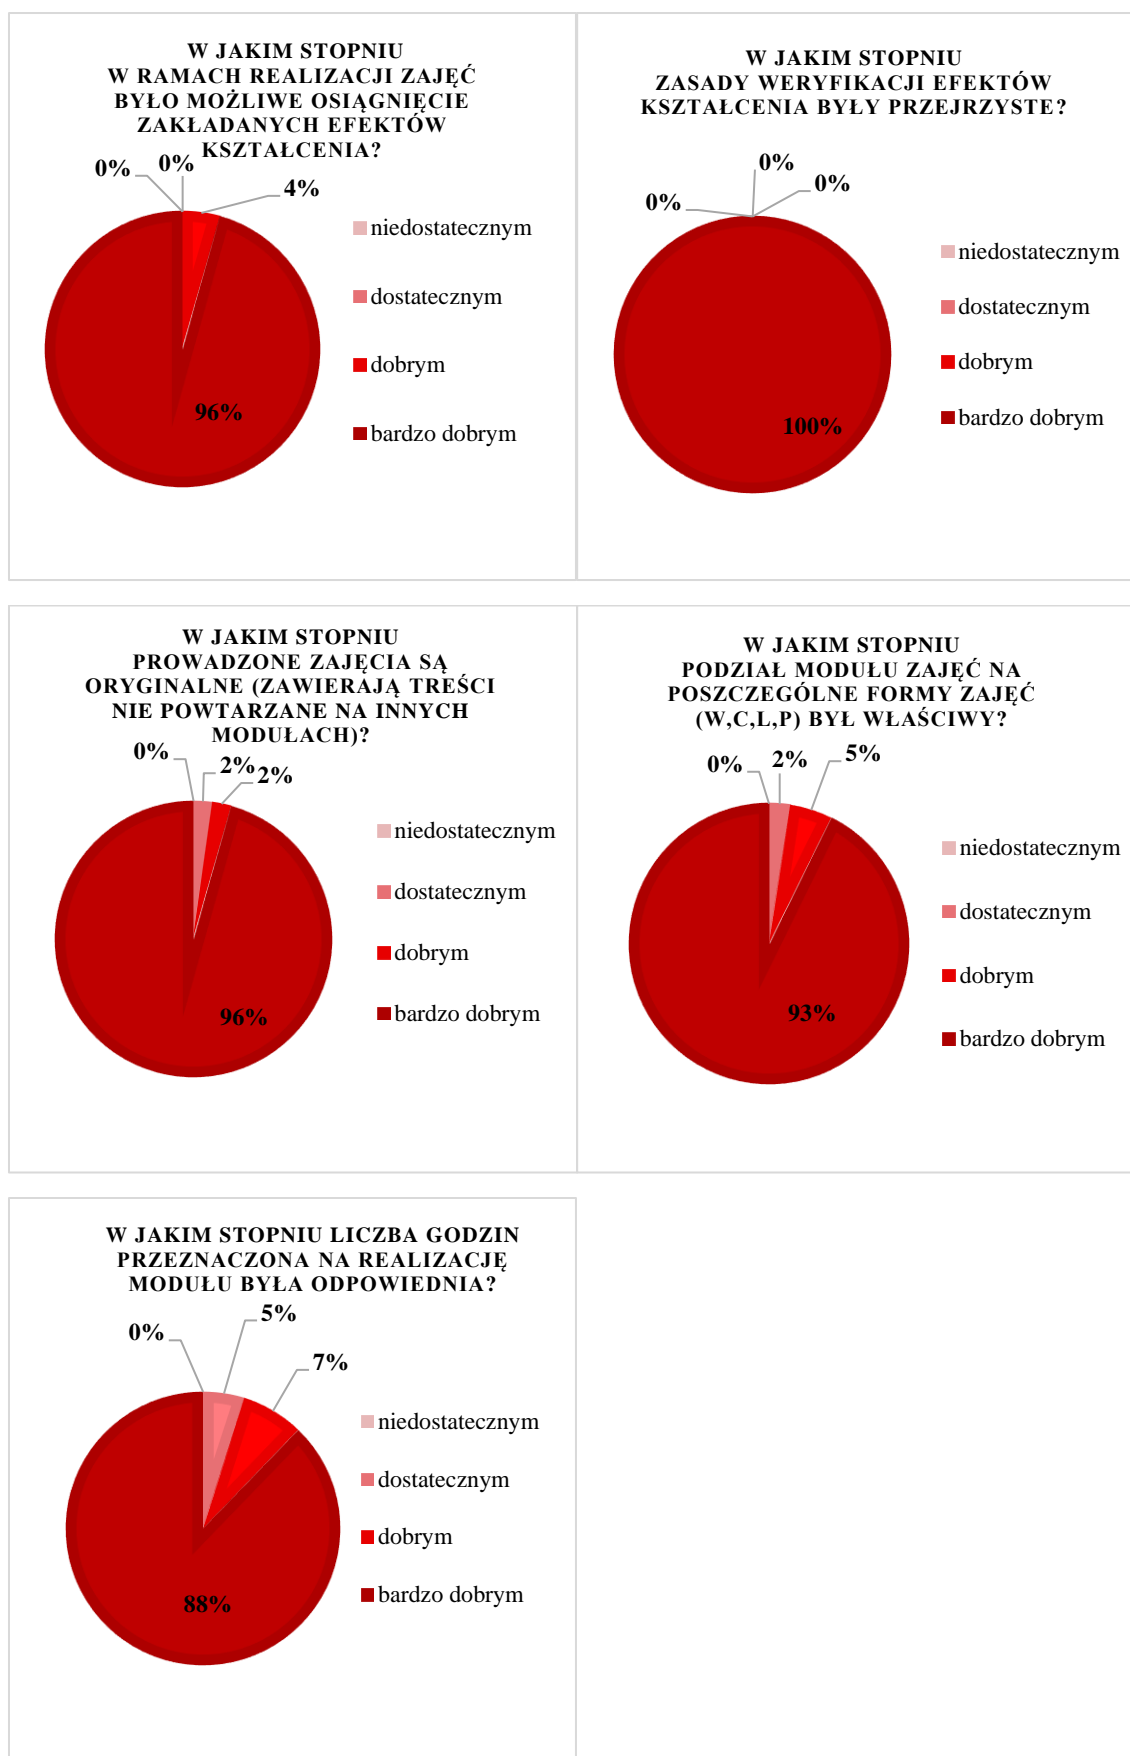 W JAKIM STOPNIU
W RAMACH REALIZACJI ZAJĘĆ
BYŁO MOŻLIWE OSIĄGNIĘCIE
ZAKŁADANYCH EFEKTÓW
KSZTAŁCENIA?
0%
0%
4%
96%
niedostatecznym
dostatecznym
dobrym
bardzo dobrym
W JAKIM STOPNIU
ZASADY WERYFIKACJI EFEKTÓW
KSZTAŁCENIA BYŁY PRZEJRZYSTE?
0%
0%
0%
100%
niedostatecznym
dostatecznym
dobrym
bardzo dobrym
W JAKIM STOPNIU
PROWADZONE ZAJĘCIA SĄ
ORYGINALNE (ZAWIERAJĄ TREŚCI
NIE POWTARZANE NA INNYCH
MODUŁACH)?
0%
2%
2%
96%
niedostatecznym
dostatecznym
dobrym
bardzo dobrym
W JAKIM STOPNIU
PODZIAŁ MODUŁU ZAJĘĆ NA
POSZCZEGÓLNE FORMY ZAJĘĆ
(W,C,L,P) BYŁ WŁAŚCIWY?
0%
2%
5%
93%
niedostatecznym
dostatecznym
dobrym
bardzo dobrym
W JAKIM STOPNIU LICZBA GODZIN
PRZEZNACZONA NA REALIZACJĘ
MODUŁU BYŁA ODPOWIEDNIA?
0%
5%
7%
88%
niedostatecznym
dostatecznym
dobrym
bardzo dobrym